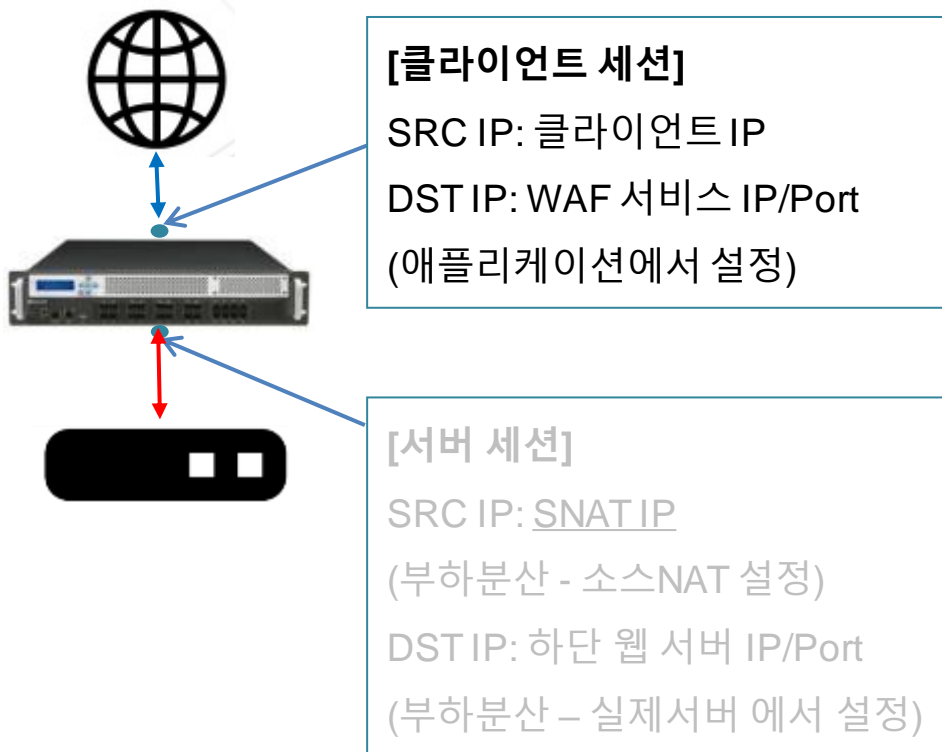 [클라이언트 세션]
SRC IP: 클라이언트 IP
DST IP: WAF 서비스 IP/Port
(애플리케이션에서 설정)
[서버 세션]
SRC IP: SNAT IP
(부하분산 - 소스NAT 설정)
DST IP: 하단 웹 서버 IP/Port
(부하분산 – 실제서버 에서 설정)